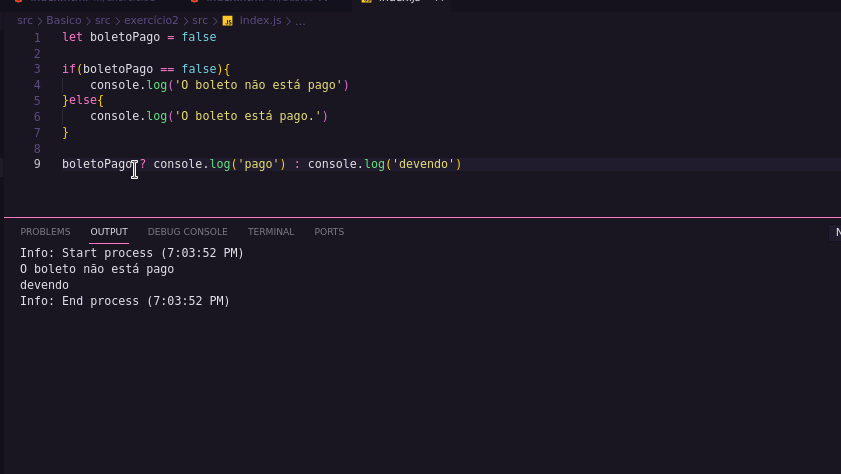 src > Basico > src > exercício2 > src > JS index.js > ...
1 let boletoPago = false
2
3 if(boletoPago == false){
4 console.log('O boleto não está pago')
5 }else{
6 console.log('O boleto está pago.')
7 }
8
9 boletoPago ? console.log('pago') : console.log('devendo')
PROBLEMS OUTPUT DEBUG CONSOLE TERMINAL PORTS
Info: Start process (7:03:52 PM)
O boleto não está pago
devendo
Info: End process (7:03:52 PM)